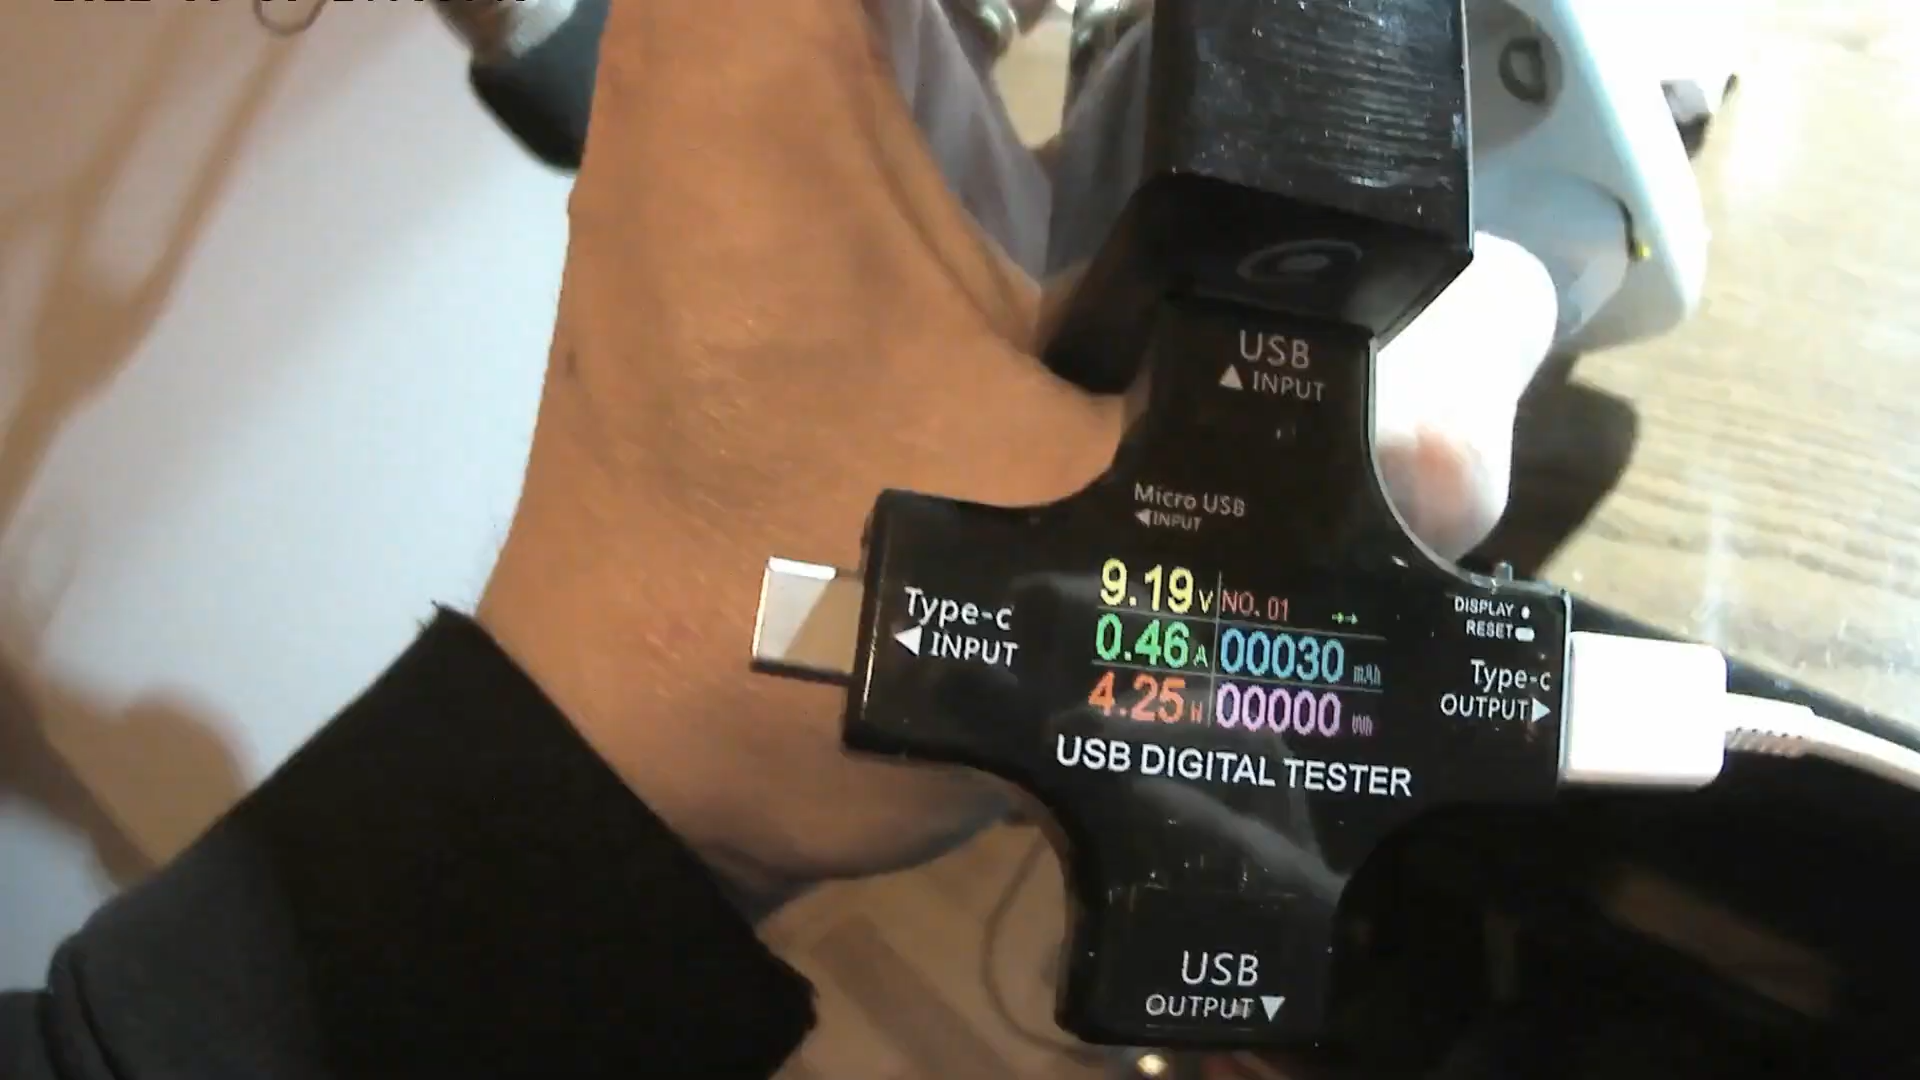 USB
▲ INPUT
Micro USB
◀INPUT
9.19V NO. 01
0.46A 00030 mAh
4.25W 00000
DISPLAY
RESET
Type-c
◀ INPUT
Type-c
OUTPUT▶
USB DIGITAL TESTER
USB
OUTPUT▼